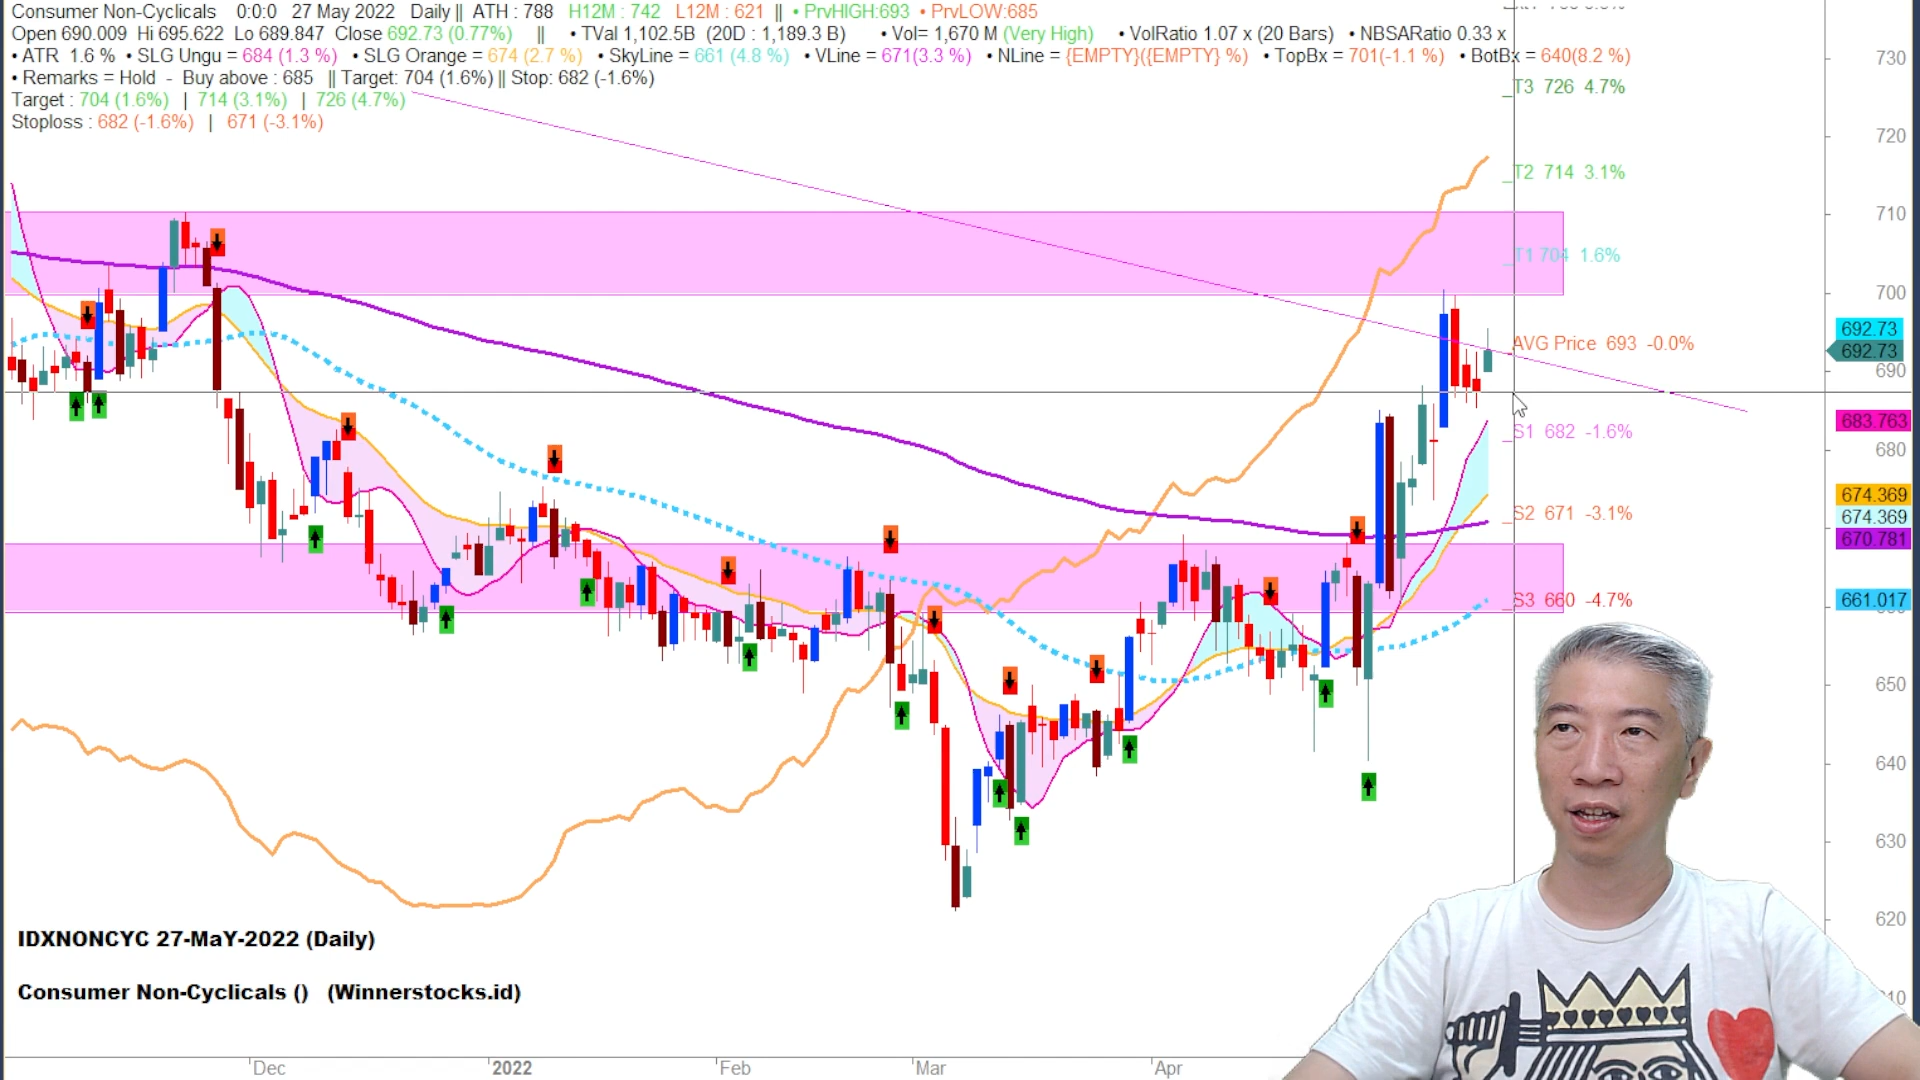 Consumer Non-Cyclicals 0:0:0 27 May 2022 Daily || ATH : 788 H12M : 742 L12M : 621 || • PrvHIGH:693 • PrvLOW:685
Open 690.009 Hi 695.622 Lo 689.847 Close 692.73 (0.77%) || • TVal 1,102.5B (20D : 1,189.3 B) • Vol= 1,670 M (Very High) • VolRatio 1.07 x (20 Bars) • NBSARatio 0.33 x
• ATR 1.6 % • SLG Ungu = 684 (1.3 %) • SLG Orange = 674 (2.7 %) • SkyLine = 661 (4.8 %) • VLine = 671(3.3 %) • NLine = {EMPTY}({EMPTY} %) • TopBx = 701(-1.1 %) • BotBx = 640(8.2 %)
• Remarks = Hold - Buy above : 685 || Target: 704 (1.6%) || Stop: 682 (-1.6%)
Target : 704 (1.6%) | 714 (3.1%) | 726 (4.7%)
Stoploss : 682 (-1.6%) | 671 (-3.1%)
T3 726 4.7%
T2 714 3.1%
T1 704 1.6%
AVG Price 693 -0.0%
S1 682 -1.6%
S2 671 -3.1%
S3 660 -4.7%
730
720
710
700
692.73
692.73
690
683.763
680
674.369
674.369
670.781
661.017
650
640
630
620
IDXNONCYC 27-MaY-2022 (Daily)
Consumer Non-Cyclicals () (Winnerstocks.id)
Dec
2022
Feb
Mar
Apr